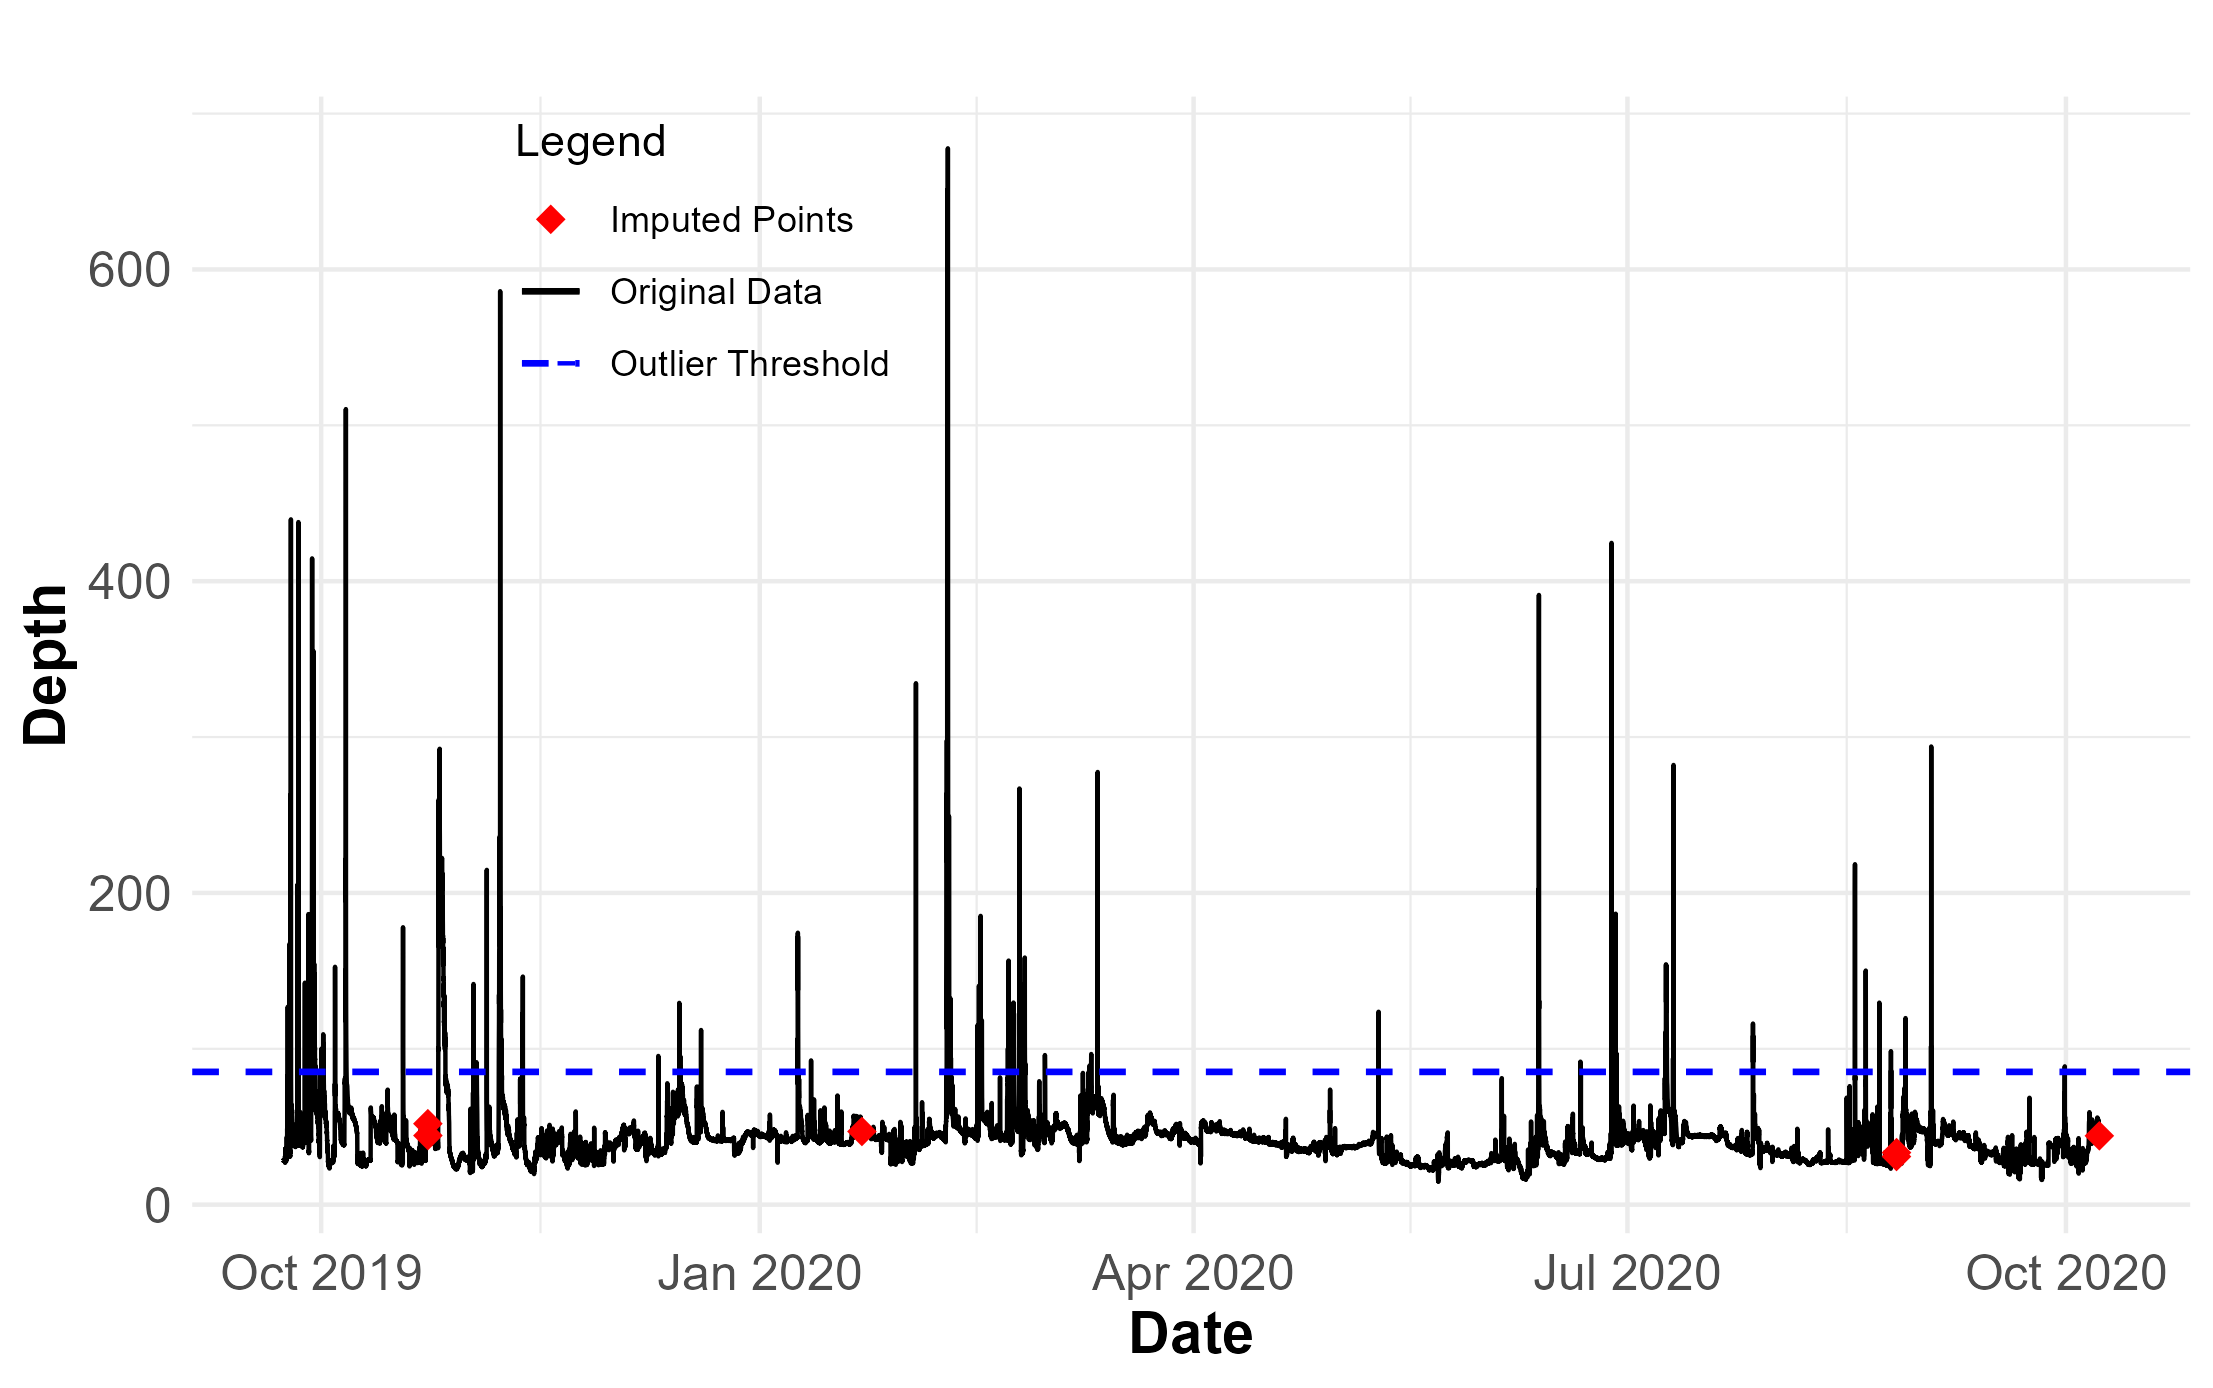 Legend
Imputed Points
Original Data
Outlier Threshold
Depth
600
400
200
0
Oct 2019
Jan 2020
Apr 2020
Jul 2020
Oct 2020
Date